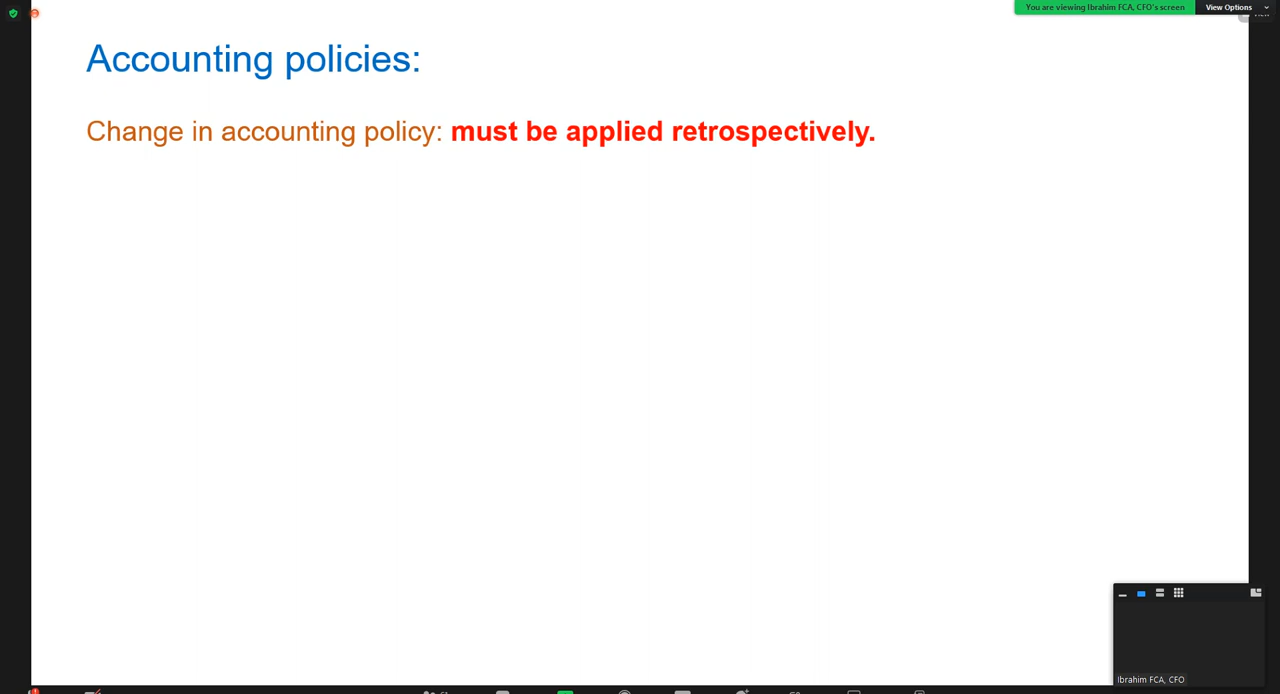 You are viewing Ibrahim FCA, CFO's screen
View Options
Accounting policies:
Change in accounting policy: must be applied retrospectively.
Ibrahim FCA, CFO